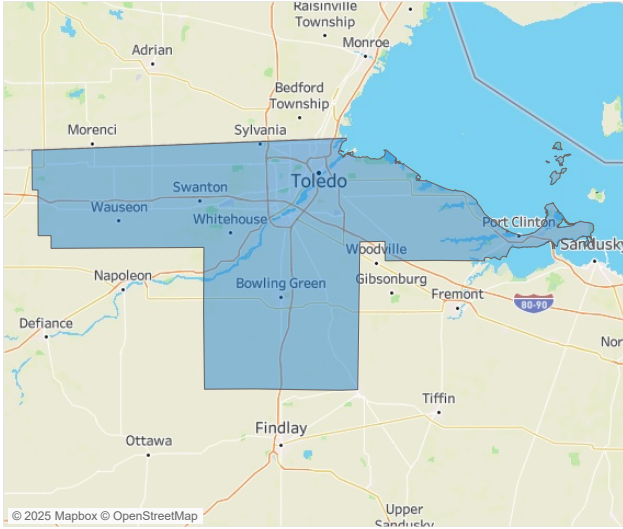 Raisinville
Township
Monroe
Adrian
Bedford
Township
Morenci
Sylvania
Toledo
Swanton
Wauseon
Whitehouse
Port Clinton
Sandusky
Woodville
Napoleon
Bowling Green
Gibsonburg
Fremont
80-90
Defiance
Nor
Tiffin
Findlay
Ottawa
Upper
Sandusky
© 2025 Mapbox © OpenStreetMap